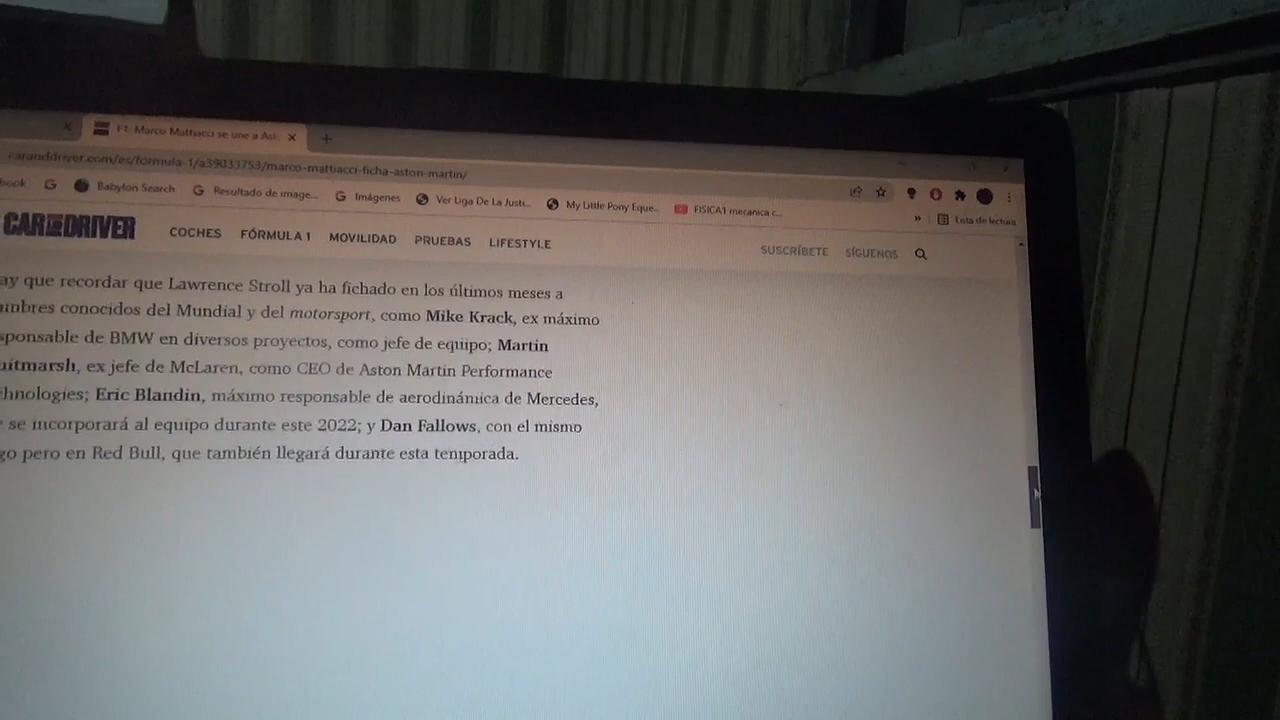 F1: Marco Mattiacci se une a Ast
caranddriver.com/es/formula-1/a39033753/marco-mattiacci-ficha-aston-martin/
book G Babylon Search G Resultado de image... G Imágenes Ver Liga De La Justi... My Little Pony Eque... FISICA1 mecanica c... » Lista de lectura
CAR AND DRIVER COCHES FÓRMULA 1 MOVILIDAD PRUEBAS LIFESTYLE SUSCRÍBETE SÍGUENOS
ay que recordar que Lawrence Stroll ya ha fichado en los últimos meses a
ombres conocidos del Mundial y del motorsport, como Mike Krack, ex máximo
sponsable de BMW en diversos proyectos, como jefe de equipo; Martin
itmarsh, ex jefe de McLaren, como CEO de Aston Martin Performance
chnologies; Eric Blandin, máximo responsable de aerodinámica de Mercedes,
e se incorporará al equipo durante este 2022; y Dan Fallows, con el mismo
go pero en Red Bull, que también llegará durante esta temporada.